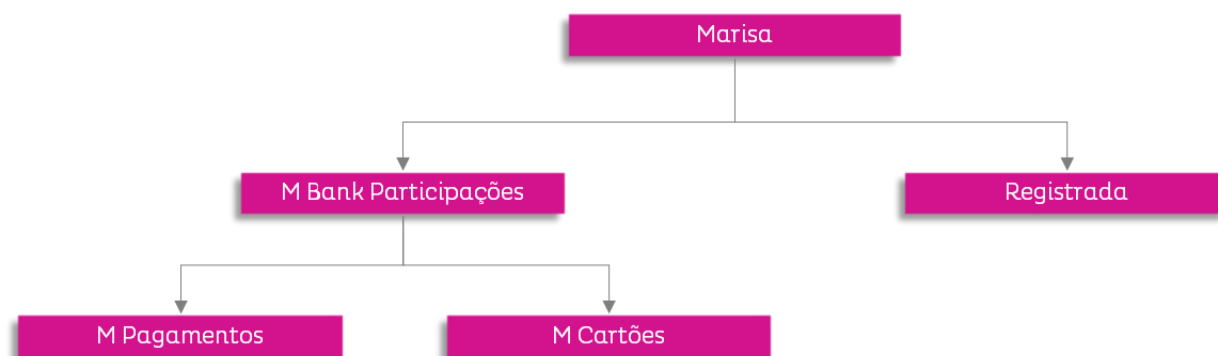 Marisa
M Bank Participações
Registrada
M Pagamentos
M Cartões